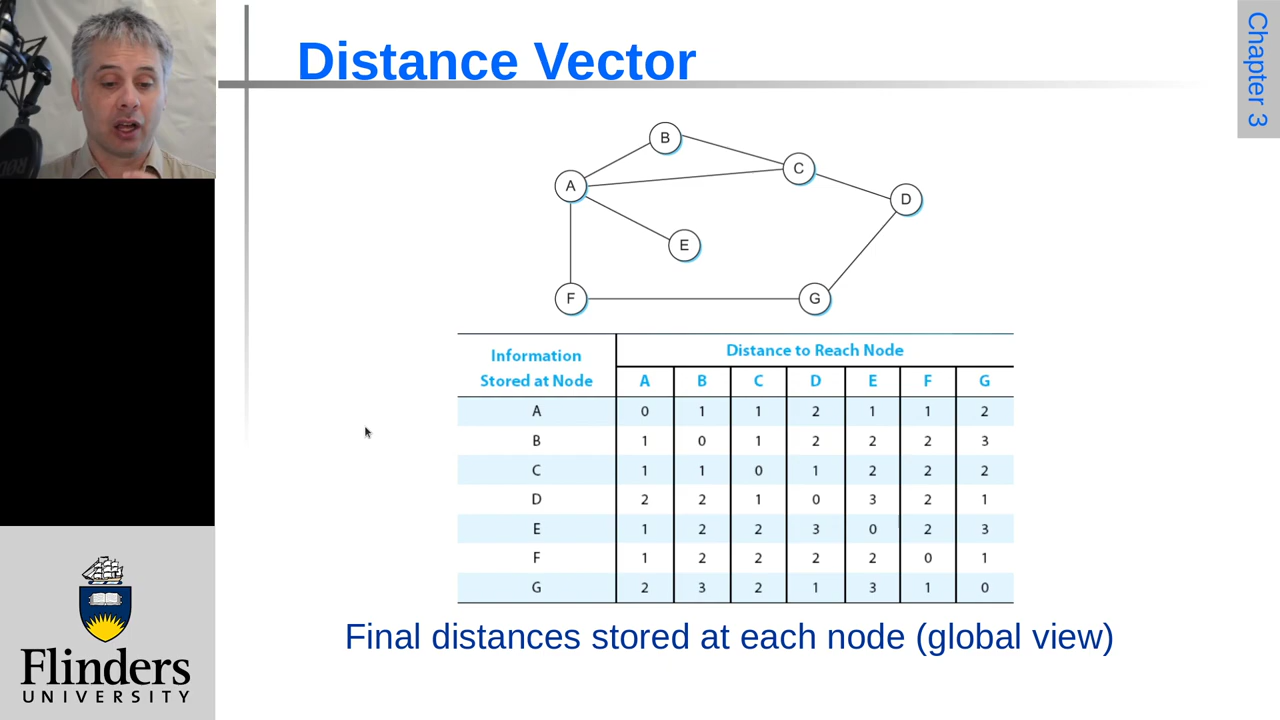 Distance Vector
Chapter 3
B
C
A
D
E
F
G
Information
Stored at Node
Distance to Reach Node
A B C D E F G
A 0 1 1 2 1 1 2
B 1 0 1 2 2 2 3
C 1 1 0 1 2 2 2
D 2 2 1 0 3 2 1
E 1 2 2 3 0 2 3
F 1 2 2 2 2 0 1
G 2 3 2 1 3 1 0
Final distances stored at each node (global view)
Flinders
UNIVERSITY